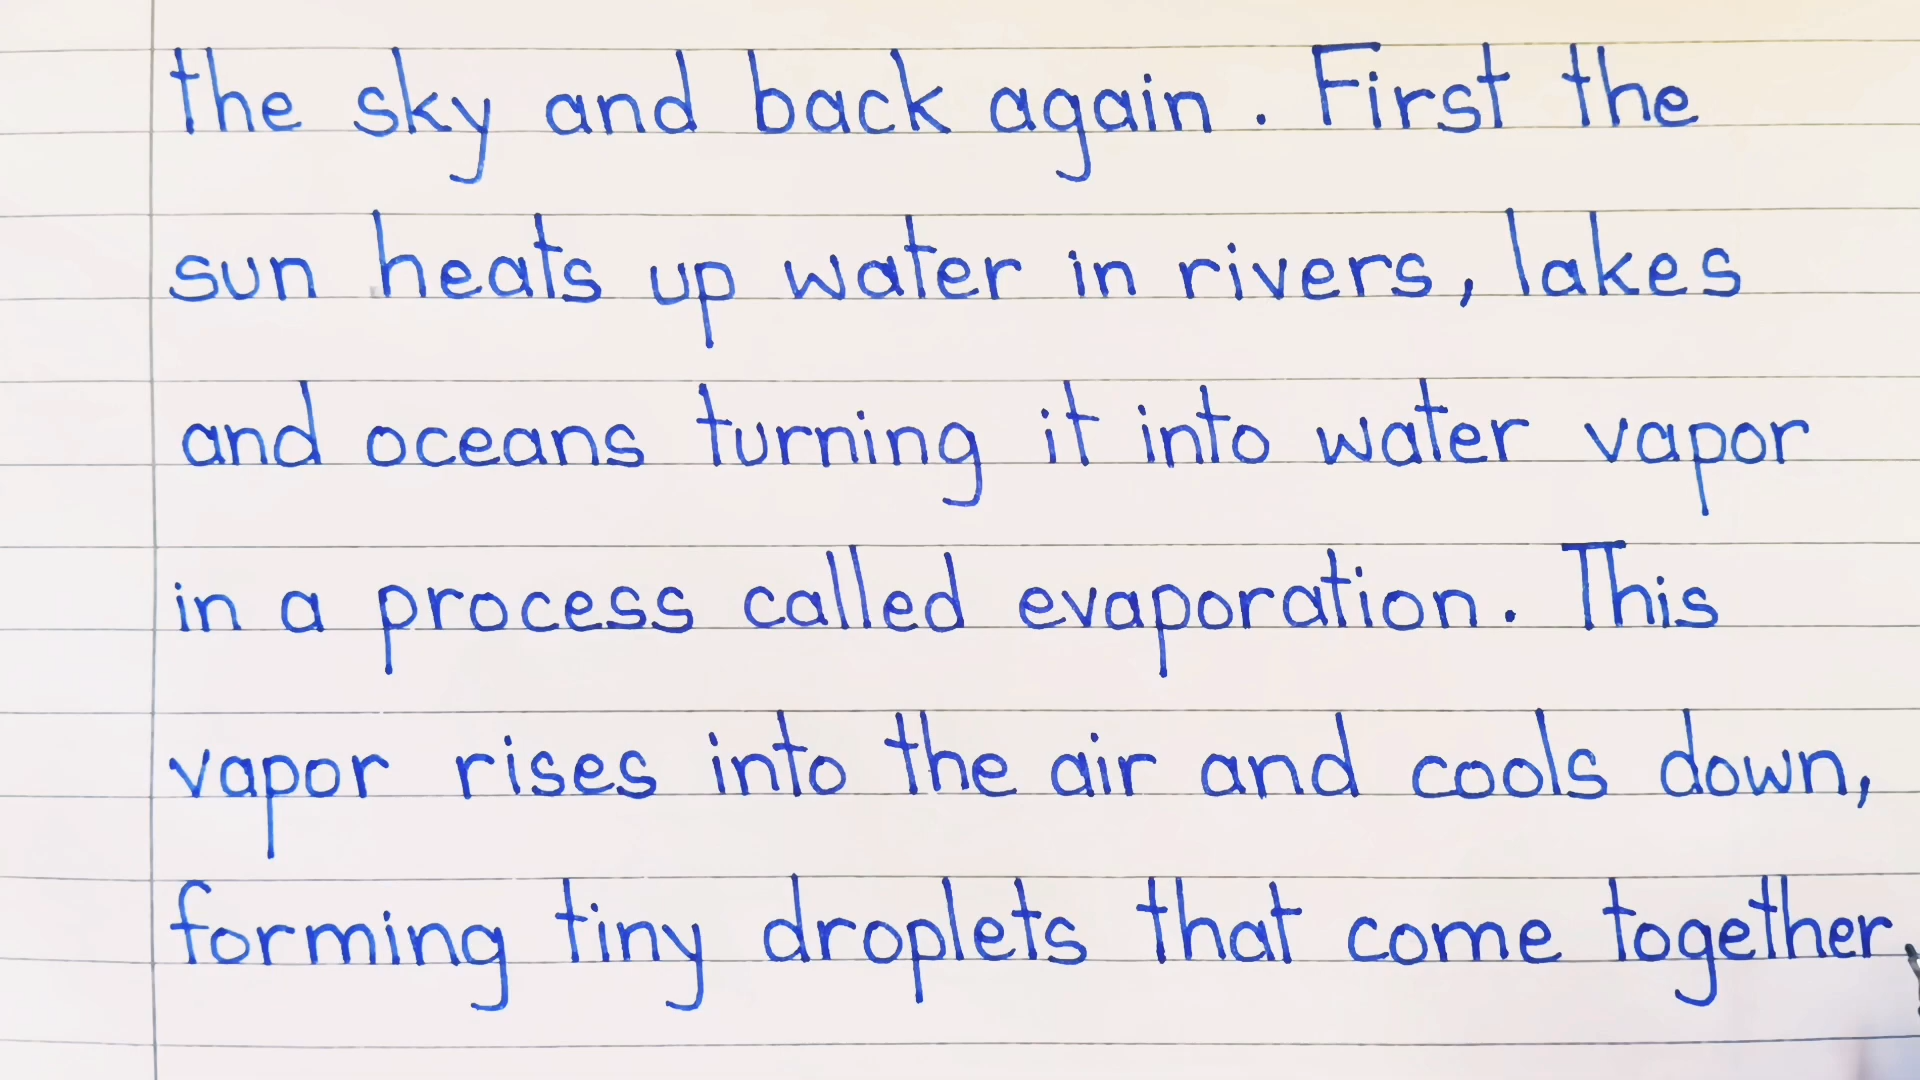 the sky and back again. First the
sun heats up water in rivers, lakes
and oceans turning it into water vapor
in a process called evaporation. This
vapor rises into the air and cools down,
forming tiny droplets that come together